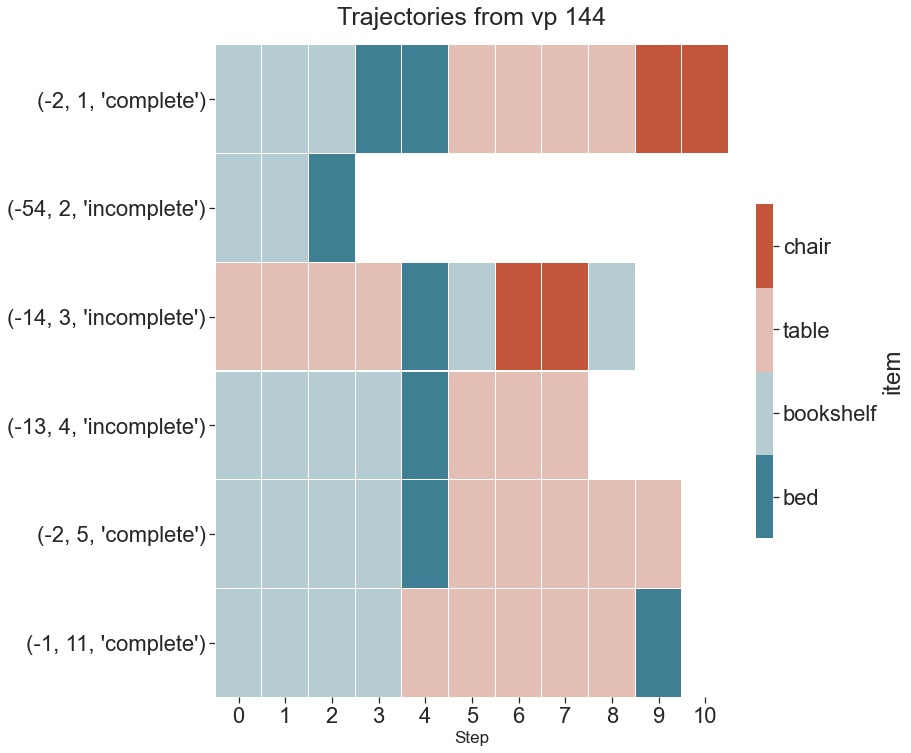 Trajectories from vp 144
(-2, 1, 'complete')
(-54, 2, 'incomplete')
(-14, 3, 'incomplete')
(-13, 4, 'incomplete')
(-2, 5, 'complete')
(-1, 11, 'complete')
0 1 2 3 4 5 6 7 8 9 10
Step
chair
table
bookshelf
bed
item